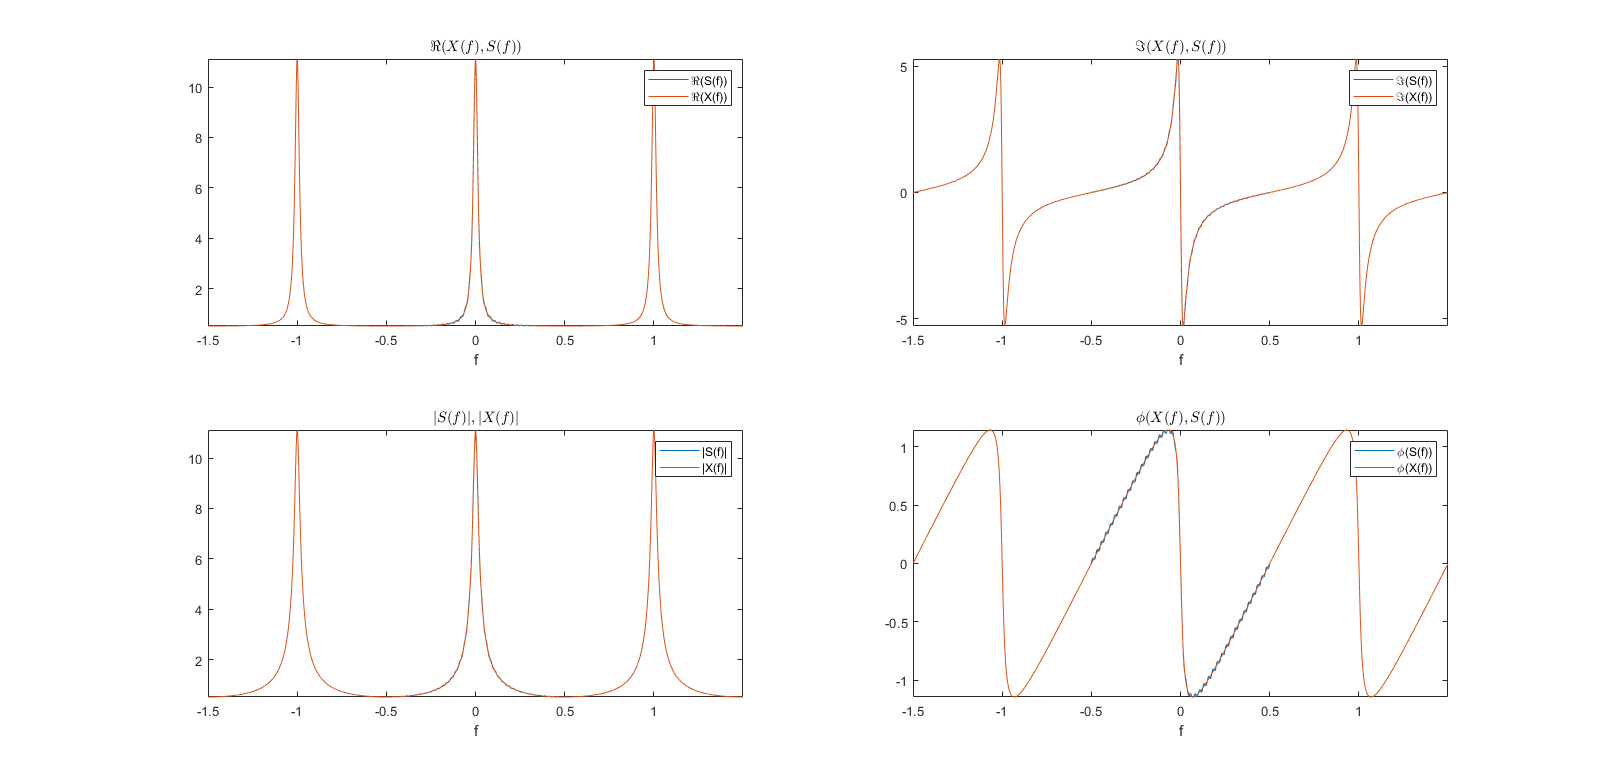 ℜ(X(f), S(f))
ℜ(S(f))
ℜ(X(f))
10
8
6
4
2
-1.5 -1 -0.5 0 0.5 1
f
ℑ(X(f), S(f))
ℑ(S(f))
ℑ(X(f))
5
0
-5
-1.5 -1 -0.5 0 0.5 1
f
|S(f)|, |X(f)|
|S(f)|
|X(f)|
10
8
6
4
2
-1.5 -1 -0.5 0 0.5 1
f
ϕ(X(f), S(f))
ϕ(S(f))
ϕ(X(f))
1
0.5
0
-0.5
-1
-1.5 -1 -0.5 0 0.5 1
f